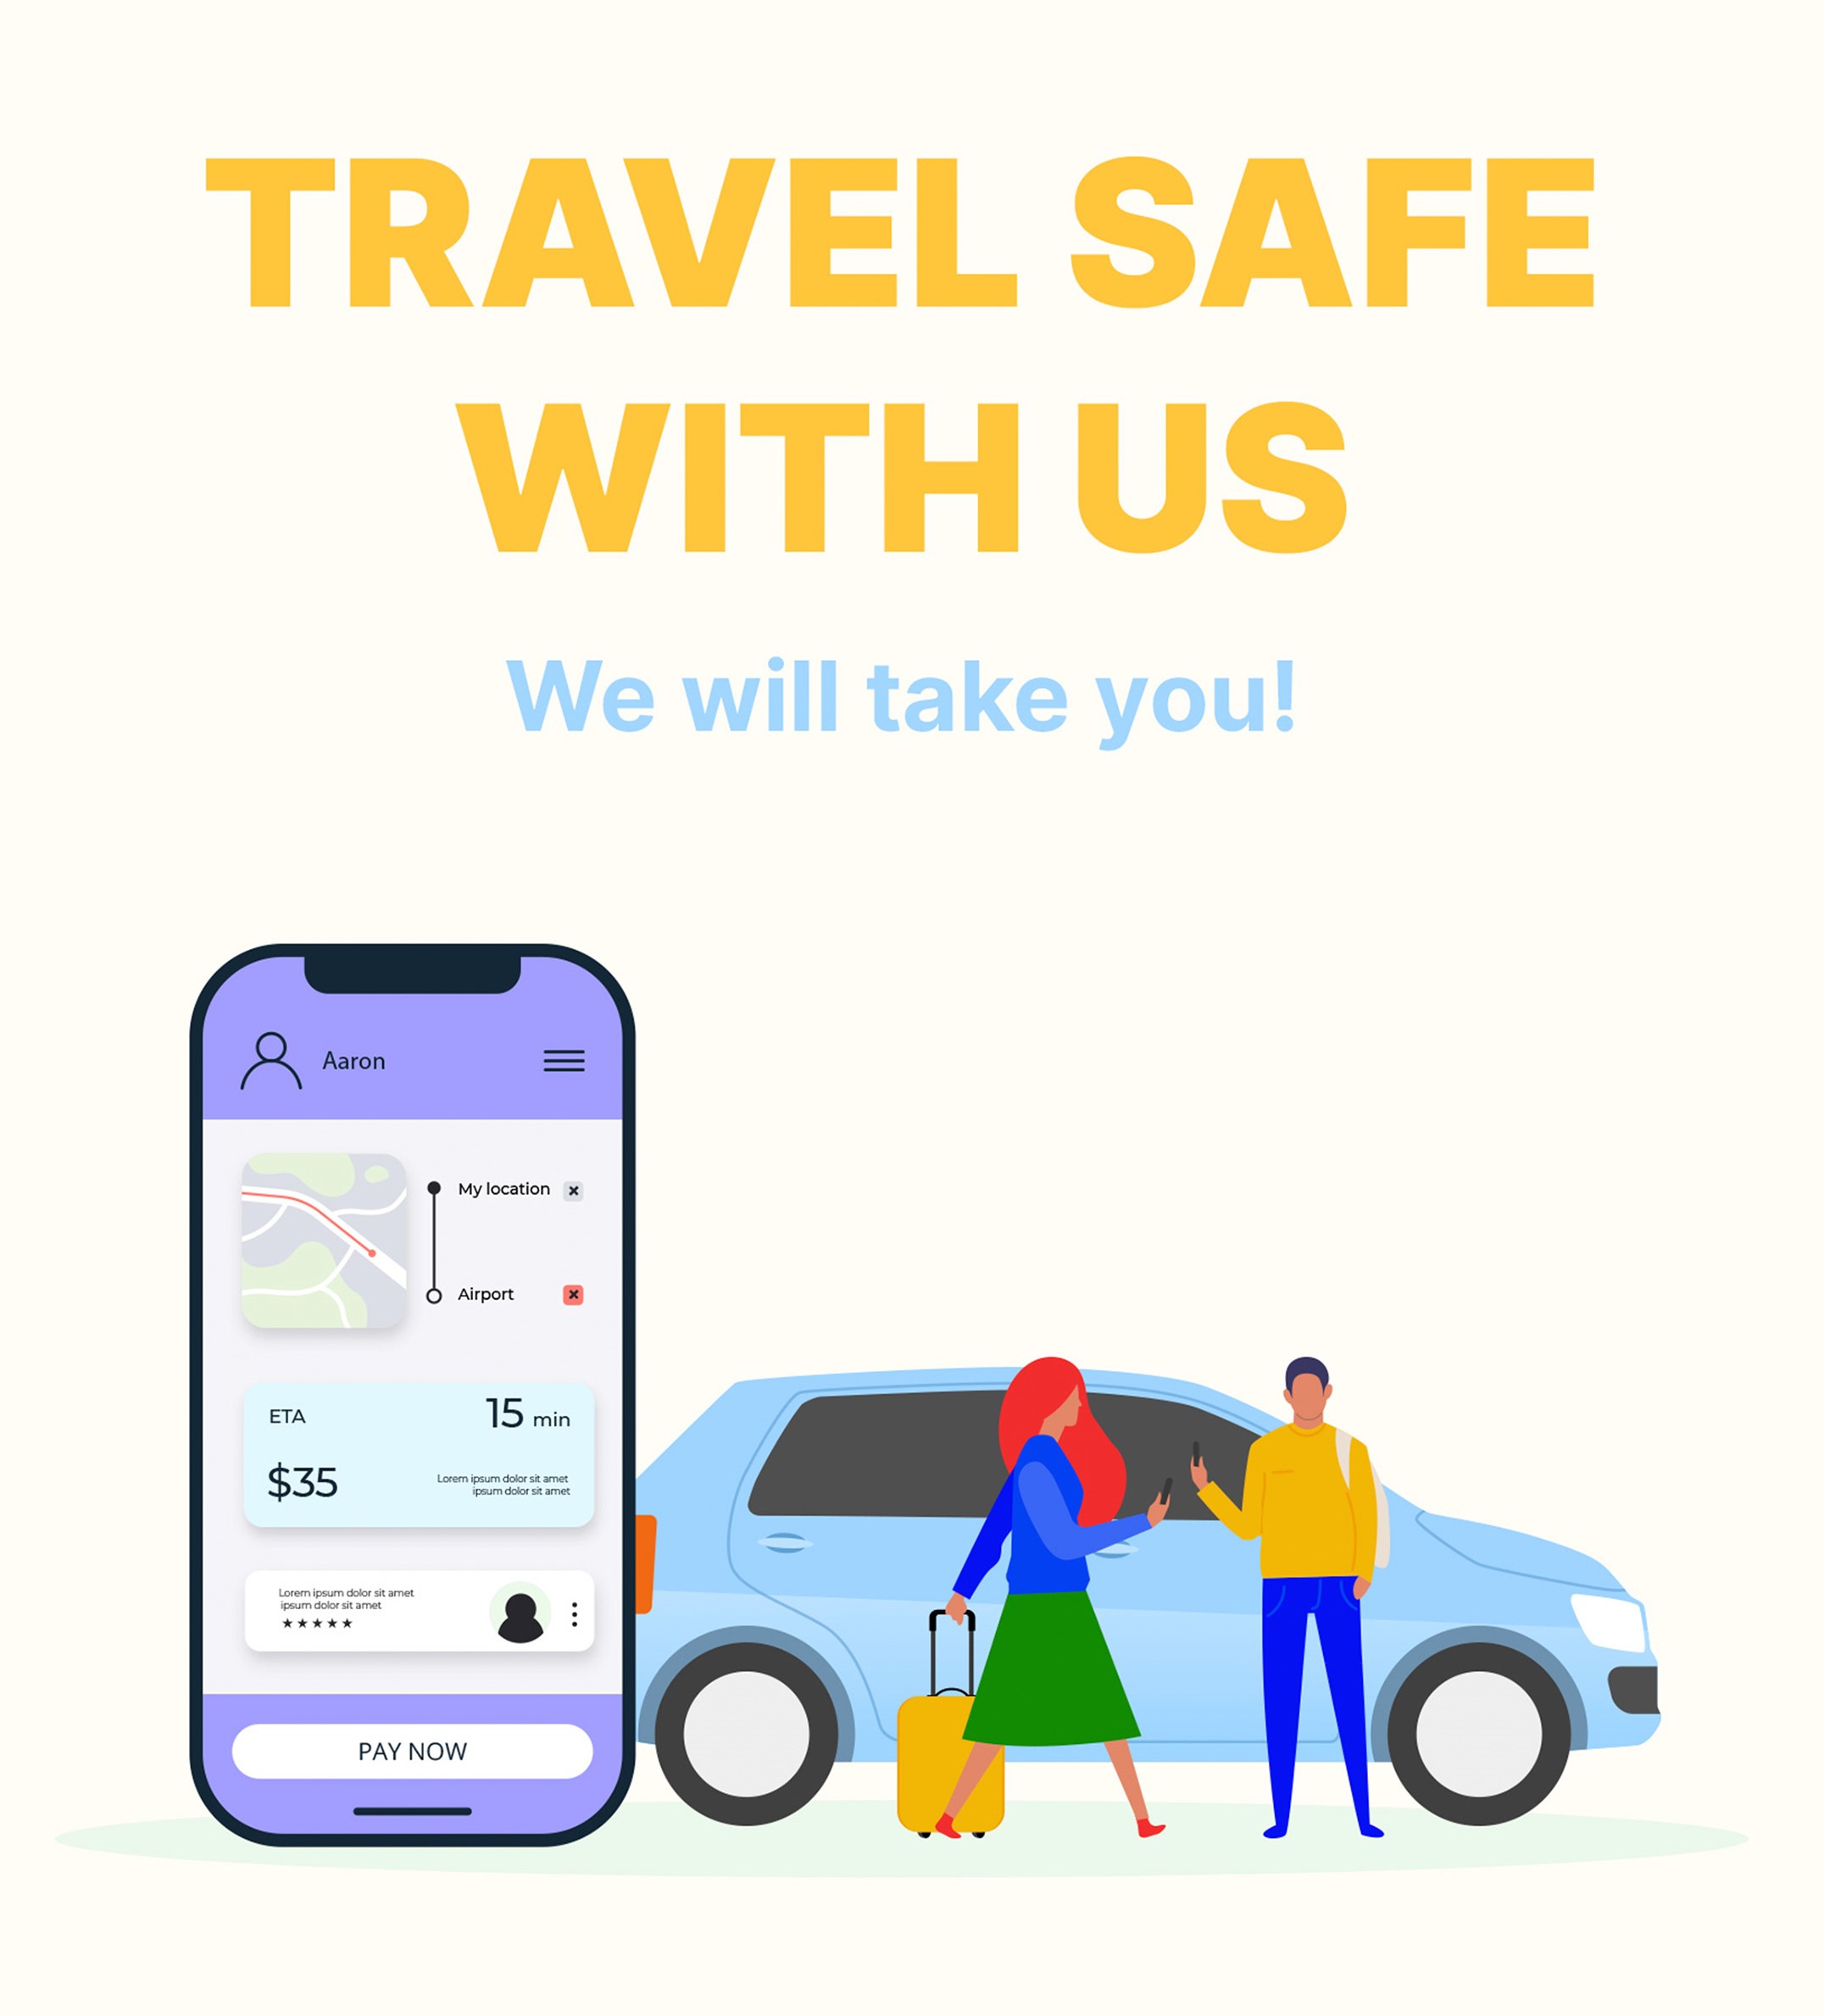 TRAVEL SAFE
WITH US
We will take you!
Aaron
My location
Airport
ETA
15 min
$35
Lorem ipsum dolor sit amet
ipsum dolor sit amet
Lorem ipsum dolor sit amet
ipsum dolor sit amet
PAY NOW